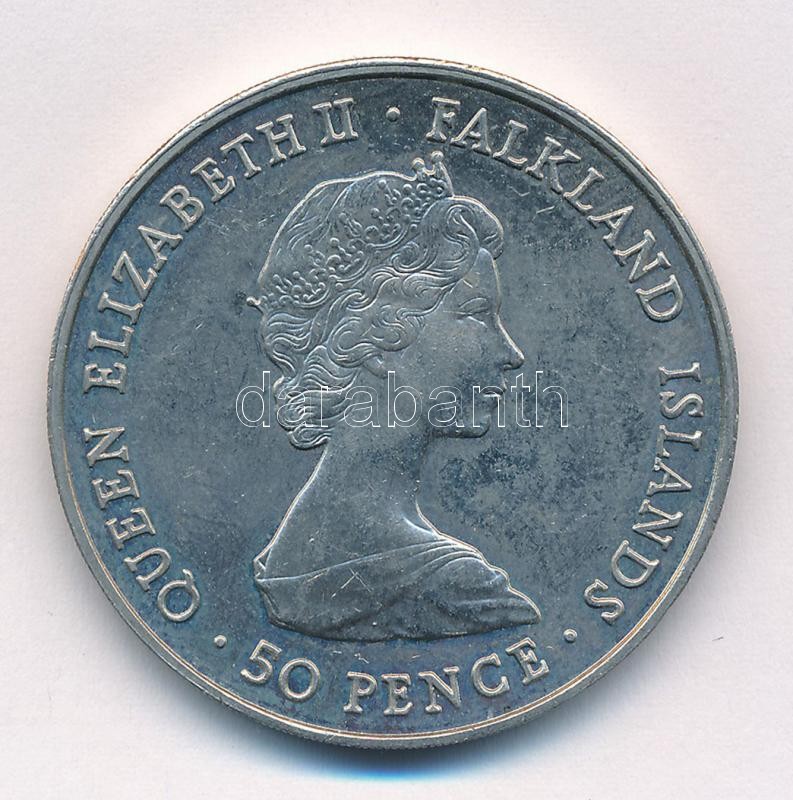 QUEEN ELIZABETH II · FALKLAND ISLANDS
· 50 PENCE ·
darabanth